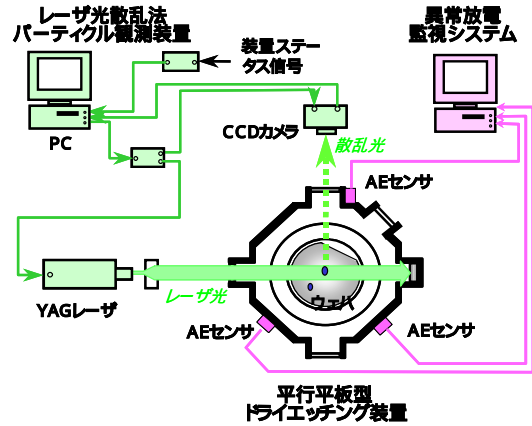 レーザ光散乱法
パーティクル観測装置
異常放電
監視システム
装置ステー
タス信号
PC
CCDカメラ
散乱光
AEセンサ
YAGレーザ
レーザ光
ウェハ
AEセンサ
AEセンサ
平行平板型
ドライエッチング装置